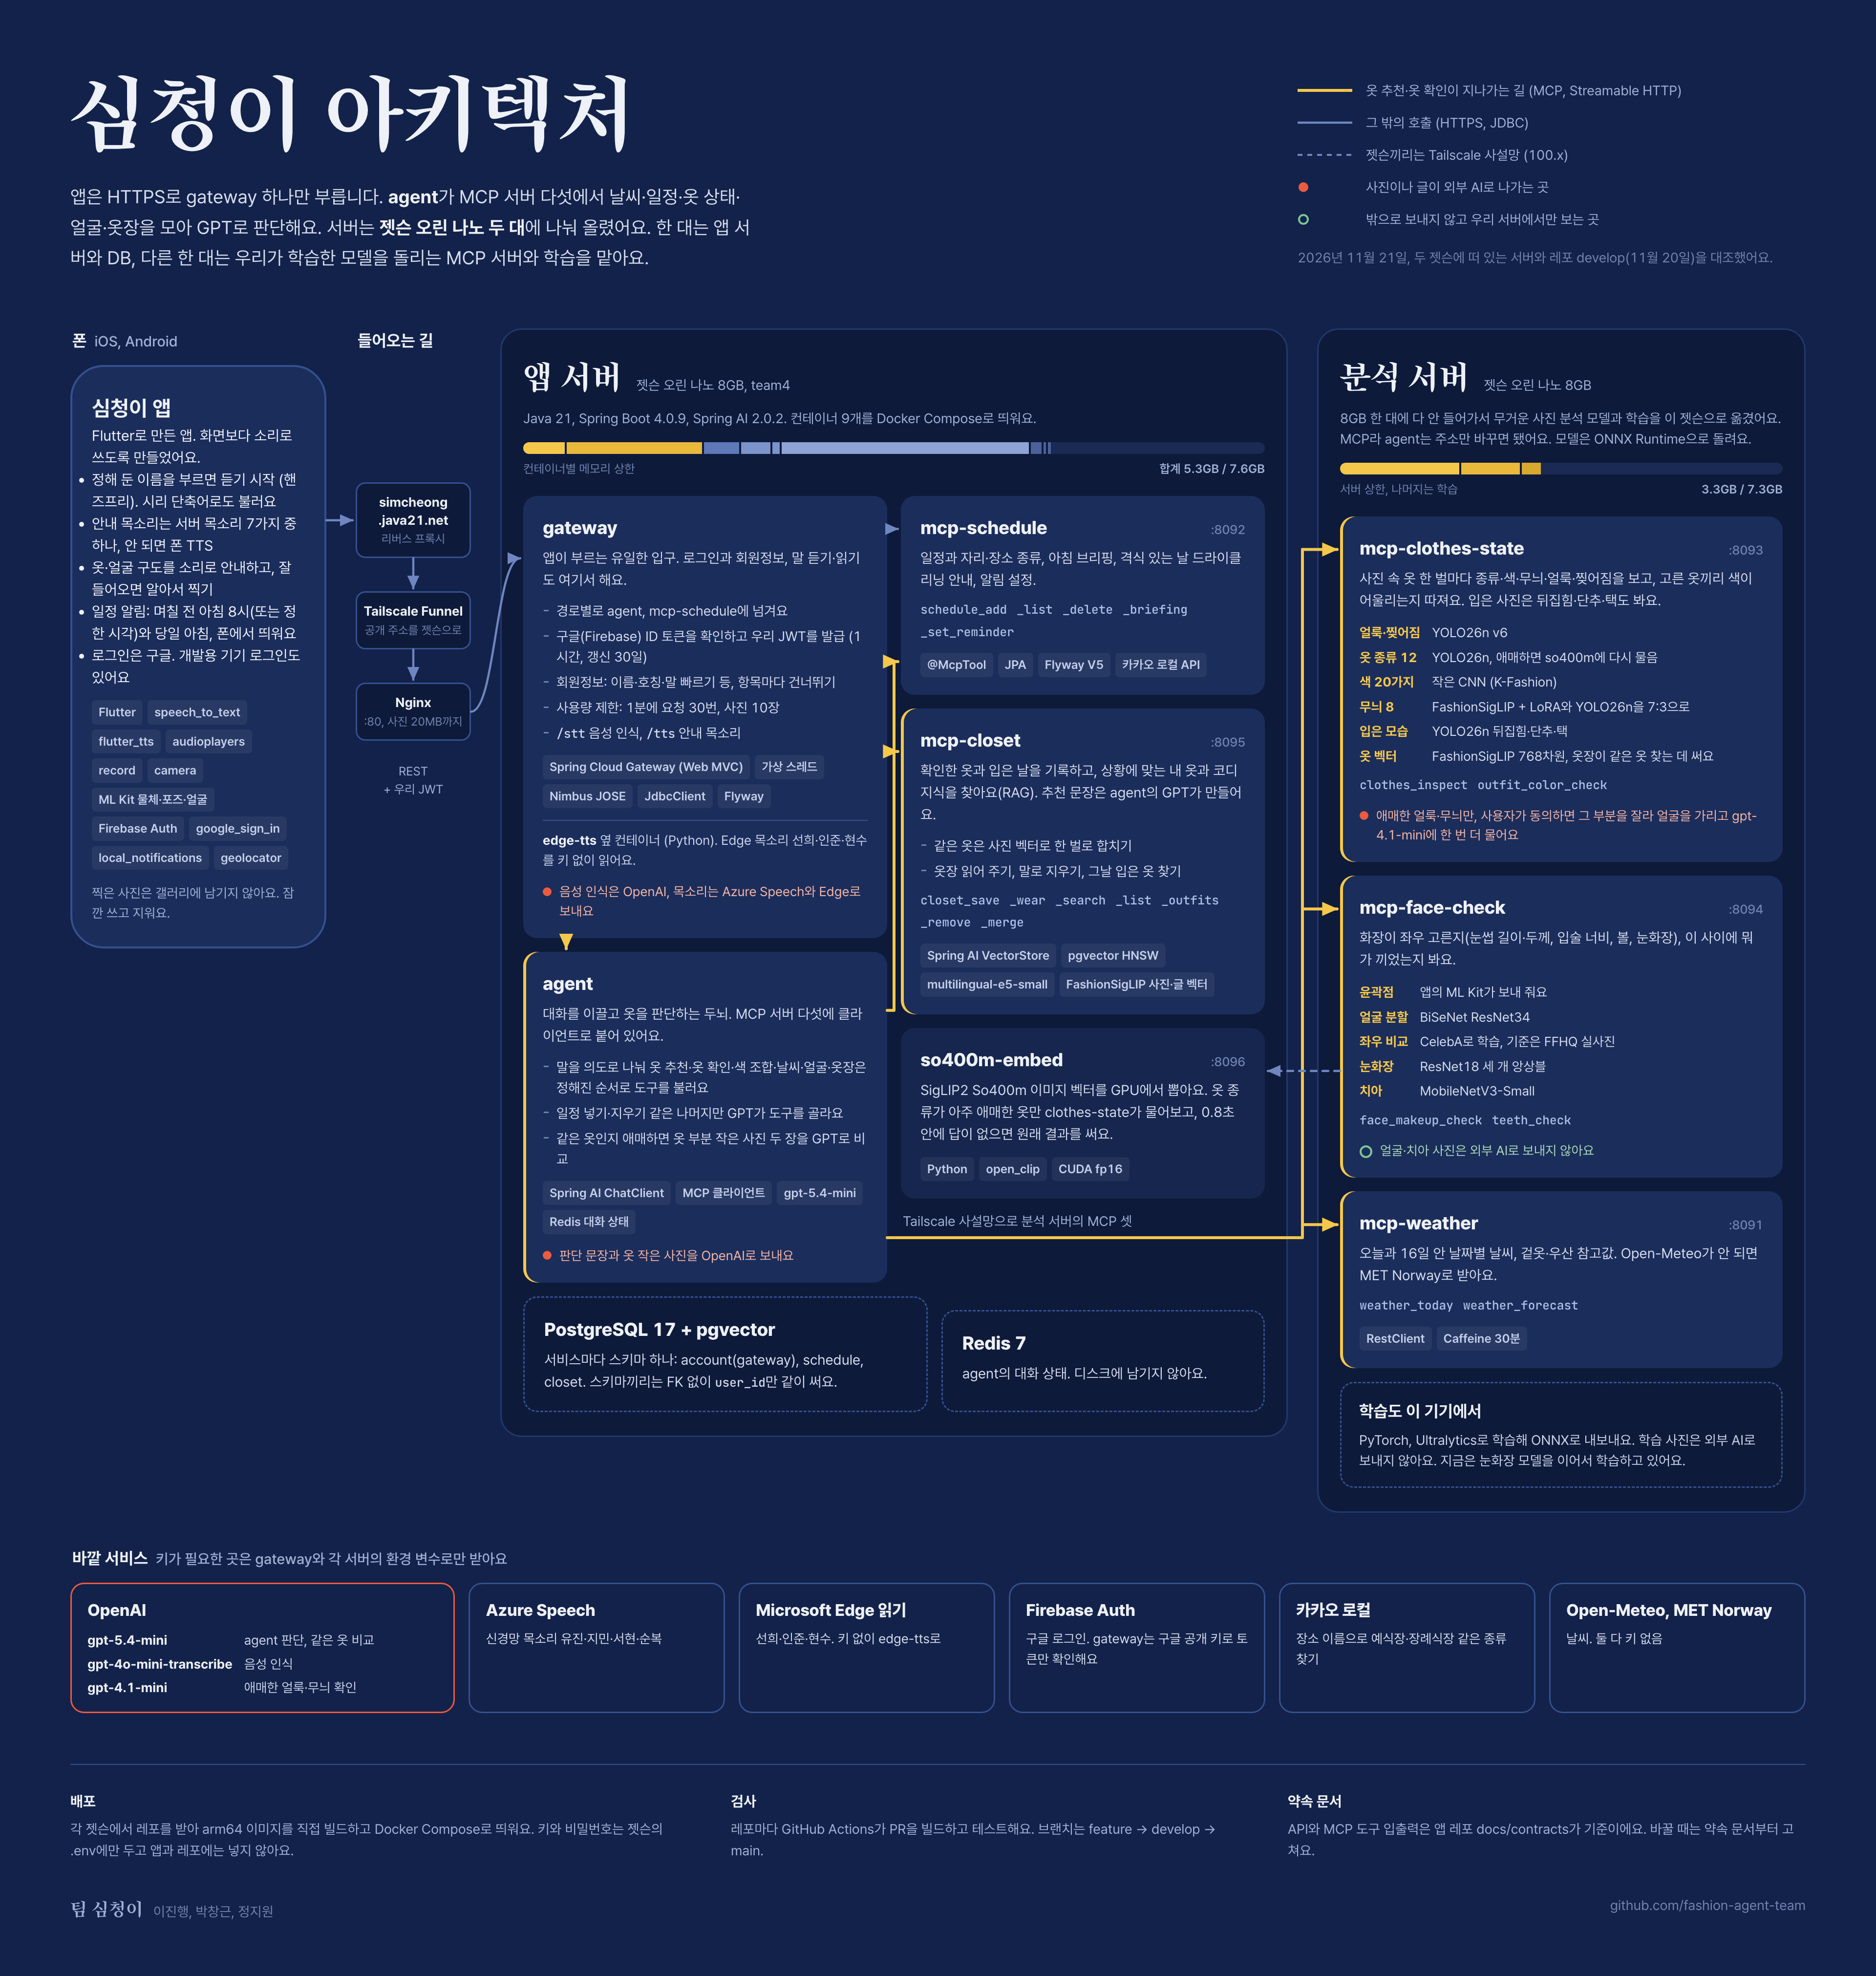 심청이 아키텍처
앱은 HTTPS로 gateway 하나만 부릅니다. agent가 MCP 서버 다섯에서 날씨·일정·옷 상태·
얼굴·옷장을 모아 GPT로 판단해요. 서버는 젯슨 오린 나노 두 대에 나눠 올렸어요. 한 대는 앱 서
버와 DB, 다른 한 대는 우리가 학습한 모델을 돌리는 MCP 서버와 학습을 맡아요.
옷 추천·옷 확인이 지나가는 길 (MCP, Streamable HTTP)
그 밖의 호출 (HTTPS, JDBC)
젯슨끼리는 Tailscale 사설망 (100.x)
사진이나 글이 외부 AI로 나가는 곳
밖으로 보내지 않고 우리 서버에서만 보는 곳
2026년 11월 21일, 두 젯슨에 떠 있는 서버와 레포 develop(11월 20일)을 대조했어요.
폰 iOS, Android
심청이 앱
Flutter로 만든 앱. 화면보다 소리로
쓰도록 만들었어요.
• 정해 둔 이름을 부르면 듣기 시작 (핸
즈프리). 시리 단축어로도 불러요
• 안내 목소리는 서버 목소리 7가지 중
하나, 안 되면 폰 TTS
• 옷·얼굴 구도를 소리로 안내하고, 잘
들어오면 알아서 찍기
• 일정 알림: 며칠 전 아침 8시(또는 정
한 시각)와 당일 아침, 폰에서 띄워요
• 로그인은 구글. 개발용 기기 로그인도
있어요
Flutter speech_to_text
flutter_tts audioplayers
record camera
ML Kit 물체·포즈·얼굴
Firebase Auth google_sign_in
local_notifications geolocator
찍은 사진은 갤러리에 남기지 않아요. 잠
깐 쓰고 지워요.
들어오는 길
simcheong
.java21.net
리버스 프록시
Tailscale Funnel
공개 주소를 젯슨으로
Nginx
:80, 사진 20MB까지
REST
+ 우리 JWT
앱 서버 젯슨 오린 나노 8GB, team4
Java 21, Spring Boot 4.0.9, Spring AI 2.0.2. 컨테이너 9개를 Docker Compose로 띄워요.
컨테이너별 메모리 상한 합계 5.3GB / 7.6GB
gateway
앱이 부르는 유일한 입구. 로그인과 회원정보, 말 듣기·읽기
도 여기서 해요.
- 경로별로 agent, mcp-schedule에 넘겨요
- 구글(Firebase) ID 토큰을 확인하고 우리 JWT를 발급 (1
시간, 갱신 30일)
- 회원정보: 이름·호칭·말 빠르기 등, 항목마다 건너뛰기
- 사용량 제한: 1분에 요청 30번, 사진 10장
- /stt 음성 인식, /tts 안내 목소리
Spring Cloud Gateway (Web MVC) 가상 스레드
Nimbus JOSE JdbcClient Flyway
edge-tts 옆 컨테이너 (Python). Edge 목소리 선희·인준·현수
를 키 없이 읽어요.
음성 인식은 OpenAI, 목소리는 Azure Speech와 Edge로
보내요
agent
대화를 이끌고 옷을 판단하는 두뇌. MCP 서버 다섯에 클라
이언트로 붙어 있어요.
- 말을 의도로 나눠 옷 추천·옷 확인·색 조합·날씨·얼굴·옷장은
정해진 순서로 도구를 불러요
- 일정 넣기·지우기 같은 나머지만 GPT가 도구를 골라요
- 같은 옷인지 애매하면 옷 부분 작은 사진 두 장을 GPT로 비
교
Spring AI ChatClient MCP 클라이언트 gpt-5.4-mini
Redis 대화 상태
판단 문장과 옷 작은 사진을 OpenAI로 보내요
mcp-schedule :8092
일정과 자리·장소 종류, 아침 브리핑, 격식 있는 날 드라이클
리닝 안내, 알림 설정.
schedule_add _list _delete _briefing
_set_reminder
@McpTool JPA Flyway V5 카카오 로컬 API
mcp-closet :8095
확인한 옷과 입은 날을 기록하고, 상황에 맞는 내 옷과 코디
지식을 찾아요(RAG). 추천 문장은 agent의 GPT가 만들어
요.
- 같은 옷은 사진 벡터로 한 벌로 합치기
- 옷장 읽어 주기, 말로 지우기, 그날 입은 옷 찾기
closet_save _wear _search _list _outfits
_remove _merge
Spring AI VectorStore pgvector HNSW
multilingual-e5-small FashionSigLIP 사진·글 벡터
so400m-embed :8096
SigLIP2 So400m 이미지 벡터를 GPU에서 뽑아요. 옷 종
류가 아주 애매한 옷만 clothes-state가 물어보고, 0.8초
안에 답이 없으면 원래 결과를 써요.
Python open_clip CUDA fp16
Tailscale 사설망으로 분석 서버의 MCP 셋
PostgreSQL 17 + pgvector
서비스마다 스키마 하나: account(gateway), schedule,
closet. 스키마끼리는 FK 없이 user_id만 같이 써요.
Redis 7
agent의 대화 상태. 디스크에 남기지 않아요.
분석 서버 젯슨 오린 나노 8GB
8GB 한 대에 다 안 들어가서 무거운 사진 분석 모델과 학습을 이 젯슨으로 옮겼어요.
MCP라 agent는 주소만 바꾸면 됐어요. 모델은 ONNX Runtime으로 돌려요.
서버 상한, 나머지는 학습 3.3GB / 7.3GB
mcp-clothes-state :8093
사진 속 옷 한 벌마다 종류·색·무늬·얼룩·찢어짐을 보고, 고른 옷끼리 색이
어울리는지 따져요. 입은 사진은 뒤집힘·단추·택도 봐요.
얼룩·찢어짐 YOLO26n v6
옷 종류 12 YOLO26n, 애매하면 so400m에 다시 물음
색 20가지 작은 CNN (K-Fashion)
무늬 8 FashionSigLIP + LoRA와 YOLO26n을 7:3으로
입은 모습 YOLO26n 뒤집힘·단추·택
옷 벡터 FashionSigLIP 768차원, 옷장이 같은 옷 찾는 데 써요
clothes_inspect outfit_color_check
애매한 얼룩·무늬만, 사용자가 동의하면 그 부분을 잘라 얼굴을 가리고 gpt-
4.1-mini에 한 번 더 물어요
mcp-face-check :8094
화장이 좌우 고른지(눈썹 길이·두께, 입술 너비, 볼, 눈화장), 이 사이에 뭐
가 끼었는지 봐요.
윤곽점 앱의 ML Kit가 보내 줘요
얼굴 분할 BiSeNet ResNet34
좌우 비교 CelebA로 학습, 기준은 FFHQ 실사진
눈화장 ResNet18 세 개 앙상블
치아 MobileNetV3-Small
face_makeup_check teeth_check
얼굴·치아 사진은 외부 AI로 보내지 않아요
mcp-weather :8091
오늘과 16일 안 날짜별 날씨, 겉옷·우산 참고값. Open-Meteo가 안 되면
MET Norway로 받아요.
weather_today weather_forecast
RestClient Caffeine 30분
학습도 이 기기에서
PyTorch, Ultralytics로 학습해 ONNX로 내보내요. 학습 사진은 외부 AI로
보내지 않아요. 지금은 눈화장 모델을 이어서 학습하고 있어요.
바깥 서비스 키가 필요한 곳은 gateway와 각 서버의 환경 변수로만 받아요
OpenAI
gpt-5.4-mini agent 판단, 같은 옷 비교
gpt-4o-mini-transcribe 음성 인식
gpt-4.1-mini 애매한 얼룩·무늬 확인
Azure Speech
신경망 목소리 유진·지민·서현·순복
Microsoft Edge 읽기
선희·인준·현수. 키 없이 edge-tts로
Firebase Auth
구글 로그인. gateway는 구글 공개 키로 토
큰만 확인해요
카카오 로컬
장소 이름으로 예식장·장례식장 같은 종류
찾기
Open-Meteo, MET Norway
날씨. 둘 다 키 없음
배포
각 젯슨에서 레포를 받아 arm64 이미지를 직접 빌드하고 Docker Compose로 띄워요. 키와 비밀번호는 젯슨의
.env에만 두고 앱과 레포에는 넣지 않아요.
검사
레포마다 GitHub Actions가 PR을 빌드하고 테스트해요. 브랜치는 feature → develop →
main.
약속 문서
API와 MCP 도구 입출력은 앱 레포 docs/contracts가 기준이에요. 바꿀 때는 약속 문서부터 고
쳐요.
팀 심청이 이진행, 박창근, 정지원
github.com/fashion-agent-team